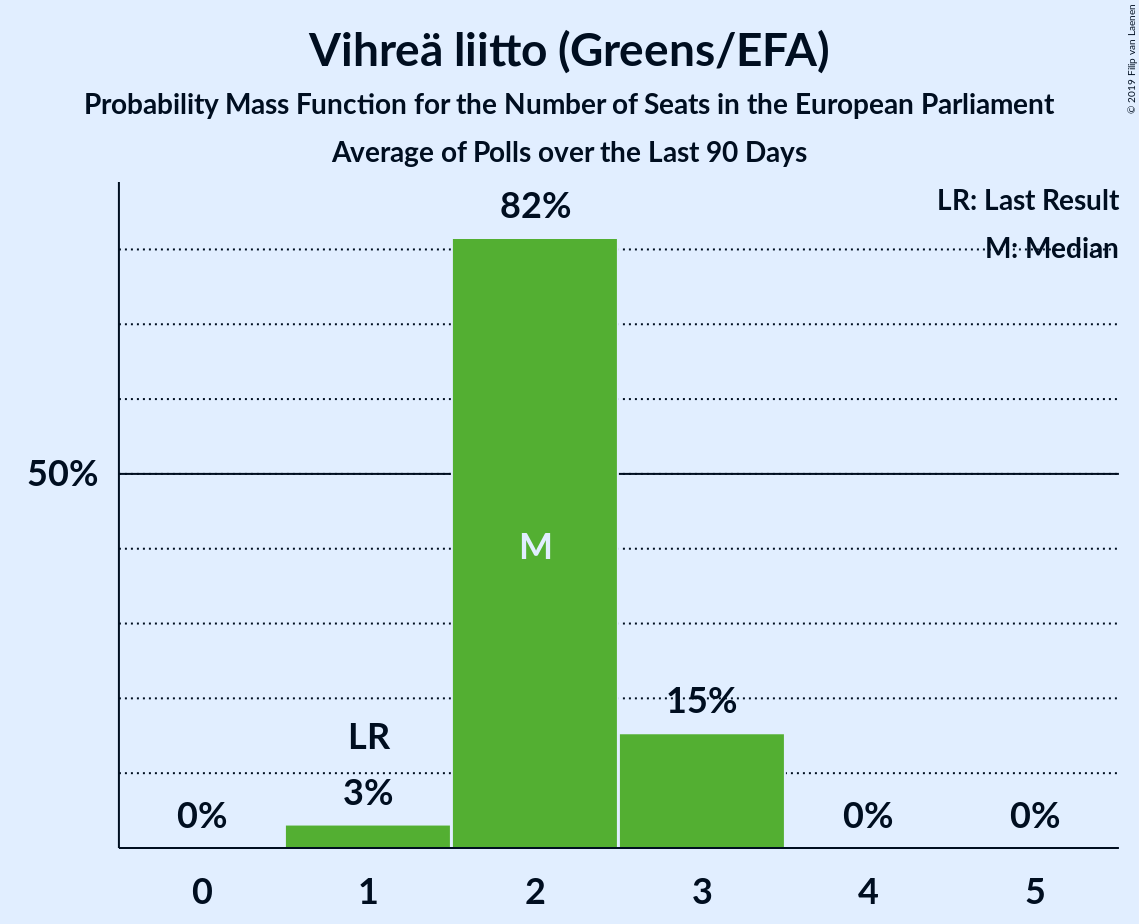 Vihreä liitto (Greens/EFA)
Probability Mass Function for the Number of Seats in the European Parliament
Average of Polls over the Last 90 Days
© 2019 Filip van Laenen
LR: Last Result
M: Median
82%
50%
M
15%
LR
3%
0%
0%
0%
0 1 2 3 4 5